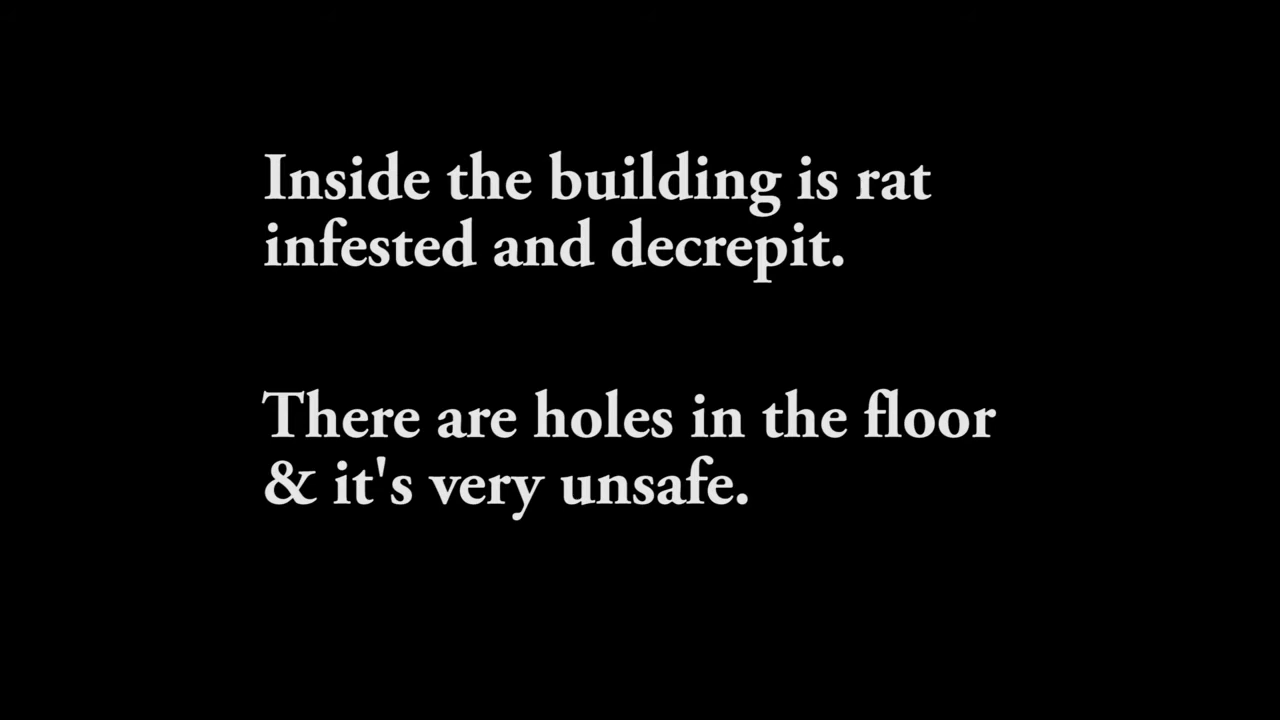 Inside the building is rat
infested and decrepit.
There are holes in the floor
& it's very unsafe.